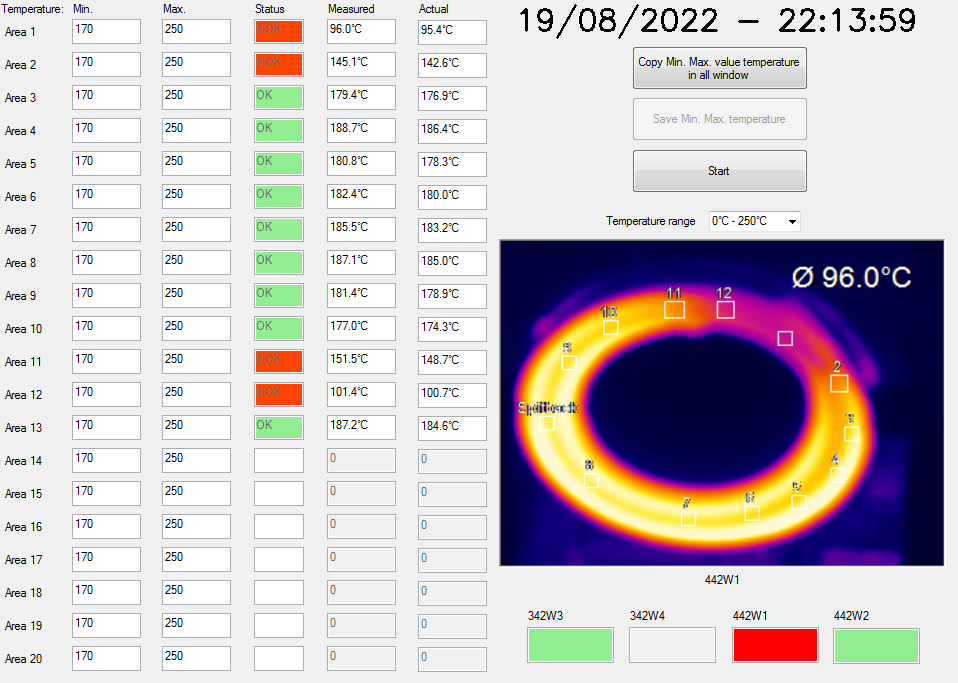 Temperature: Min. Max. Status Measured Actual
Area 1 170 250 NOK 96.0°C 95.4°C
Area 2 170 250 NOK 145.1°C 142.6°C
Area 3 170 250 OK 179.4°C 176.9°C
Area 4 170 250 OK 188.7°C 186.4°C
Area 5 170 250 OK 180.8°C 178.3°C
Area 6 170 250 OK 182.4°C 180.0°C
Area 7 170 250 OK 185.5°C 183.2°C
Area 8 170 250 OK 187.1°C 185.0°C
Area 9 170 250 OK 181.4°C 178.9°C
Area 10 170 250 OK 177.0°C 174.3°C
Area 11 170 250 NOK 151.5°C 148.7°C
Area 12 170 250 NOK 101.4°C 100.7°C
Area 13 170 250 OK 187.2°C 184.6°C
Area 14 170 250 0 0
Area 15 170 250 0 0
Area 16 170 250 0 0
Area 17 170 250 0 0
Area 18 170 250 0 0
Area 19 170 250 0 0
Area 20 170 250 0 0
19/08/2022 - 22:13:59
Copy Min. Max. value temperature
in all window
Save Min. Max. temperature
Start
Temperature range 0°C - 250°C
Ø 96.0°C
11 12
10
2
3
Spitback
4
8
5
6
7
442W1
342W3 342W4 442W1 442W2